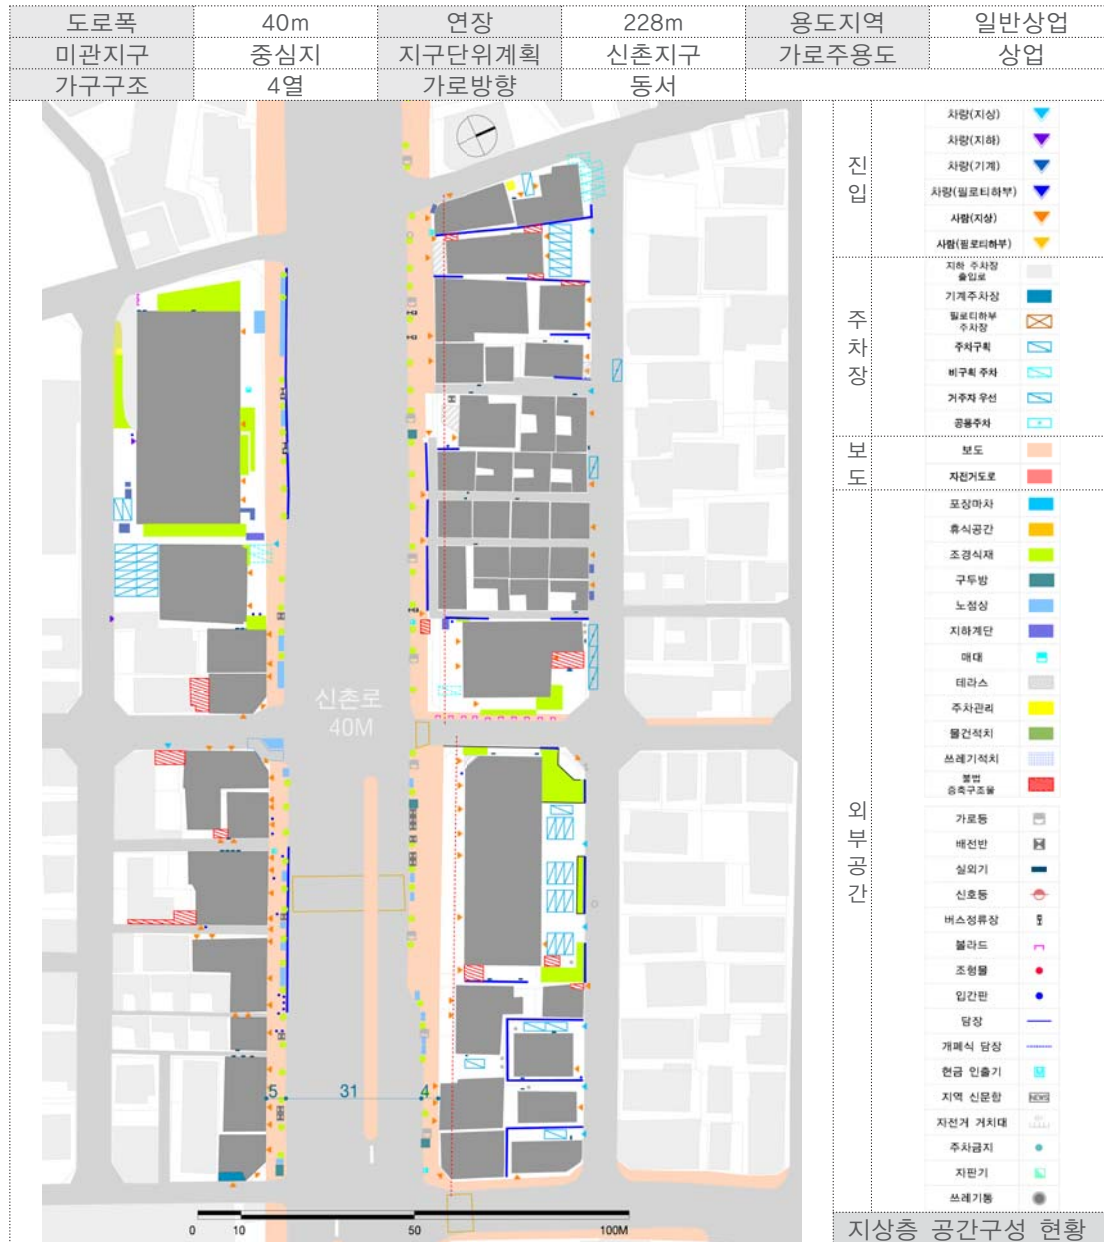 도로폭 40m 연장 228m 용도지역 일반상업
미관지구 중심지 지구단위계획 신촌지구 가로주용도 상업
가구구조 4열 가로방향 동서
신촌로
40M
5 31 4
0 10 50 100M
진입
차량(지상)
차량(지하)
차량(기계)
차량(필로티하부)
사람(지상)
사람(필로티하부)
주차장
지하 주차장
출입로
기계주차장
필로티하부
주차장
주차구획
비구획 주차
거주자 우선
공용주차
보도
보도
자전거도로
외부공간
포장마차
휴식공간
조경식재
구두방
노점상
지하계단
매대
테라스
주차관리
물건적치
쓰레기적치
불법
증축구조물
가로등
배전반
실외기
신호등
버스정류장
볼라드
조형물
입간판
담장
개폐식 담장
현금 인출기
지역 신문함
NEWS
자전거 거치대
주차금지
자판기
쓰레기통
지상층 공간구성 현황